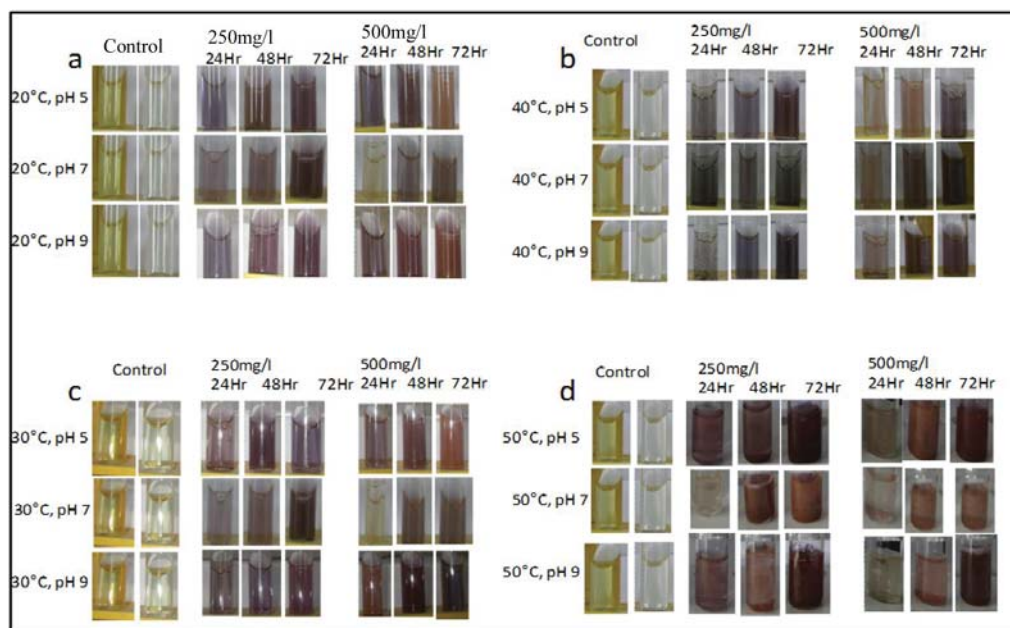 a
Control 250mg/l 500mg/l
24Hr 48Hr 72Hr 24Hr 48Hr 72Hr
20°C, pH 5
20°C, pH 7
20°C, pH 9
b
Control 250mg/l 500mg/l
24Hr 48Hr 72Hr 24Hr 48Hr 72Hr
40°C, pH 5
40°C, pH 7
40°C, pH 9
c
Control 250mg/l 500mg/l
24Hr 48Hr 72Hr 24Hr 48Hr 72Hr
30°C, pH 5
30°C, pH 7
30°C, pH 9
d
Control 250mg/l 500mg/l
24Hr 48Hr 72Hr 24Hr 48Hr 72Hr
50°C, pH 5
50°C, pH 7
50°C, pH 9